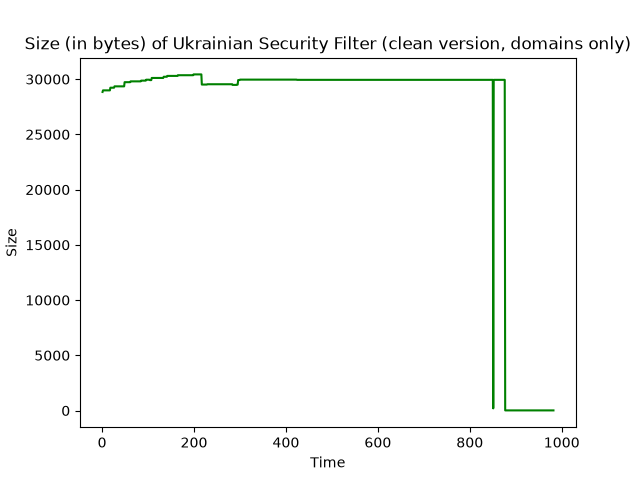 Size (in bytes) of Ukrainian Security Filter (clean version, domains only)
30000
25000
20000
15000
10000
5000
0
Size
0 200 400 600 800 1000
Time